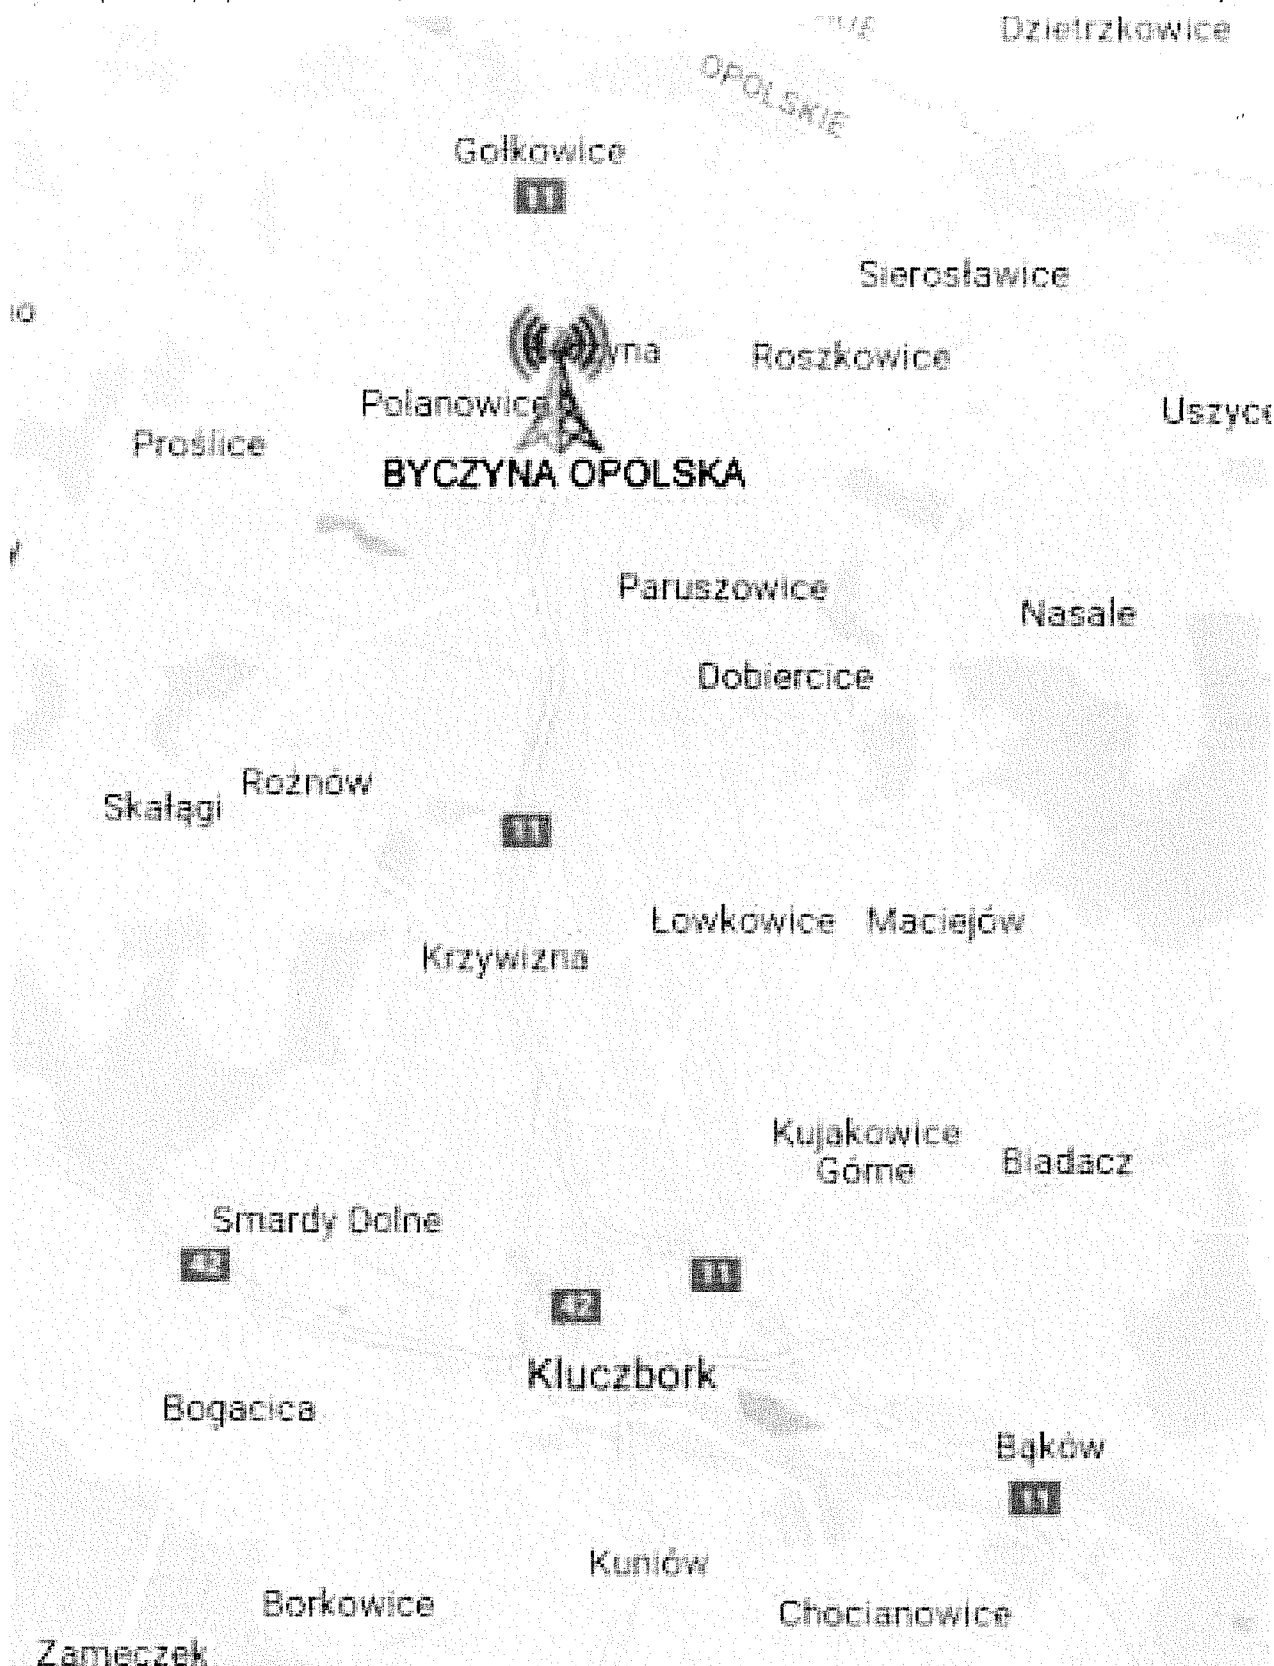 Dzietrzkowice
OPOLSKIE
Gołkowice
11
Sierosławice
Roszkowice
Polanowice
Uszyce
Proślice
BYCZYNA OPOLSKA
Paruszowice
Nasale
Dobiercice
Rożnów
Skałągi
11
Łowkowice Maciejów
Krzywizna
Kujakowice
Górne
Biadacz
Smardy Dolne
11
42
Kluczbork
Bogacica
Bąków
11
Kuniów
Borkowice
Chocianowice
Zameczek